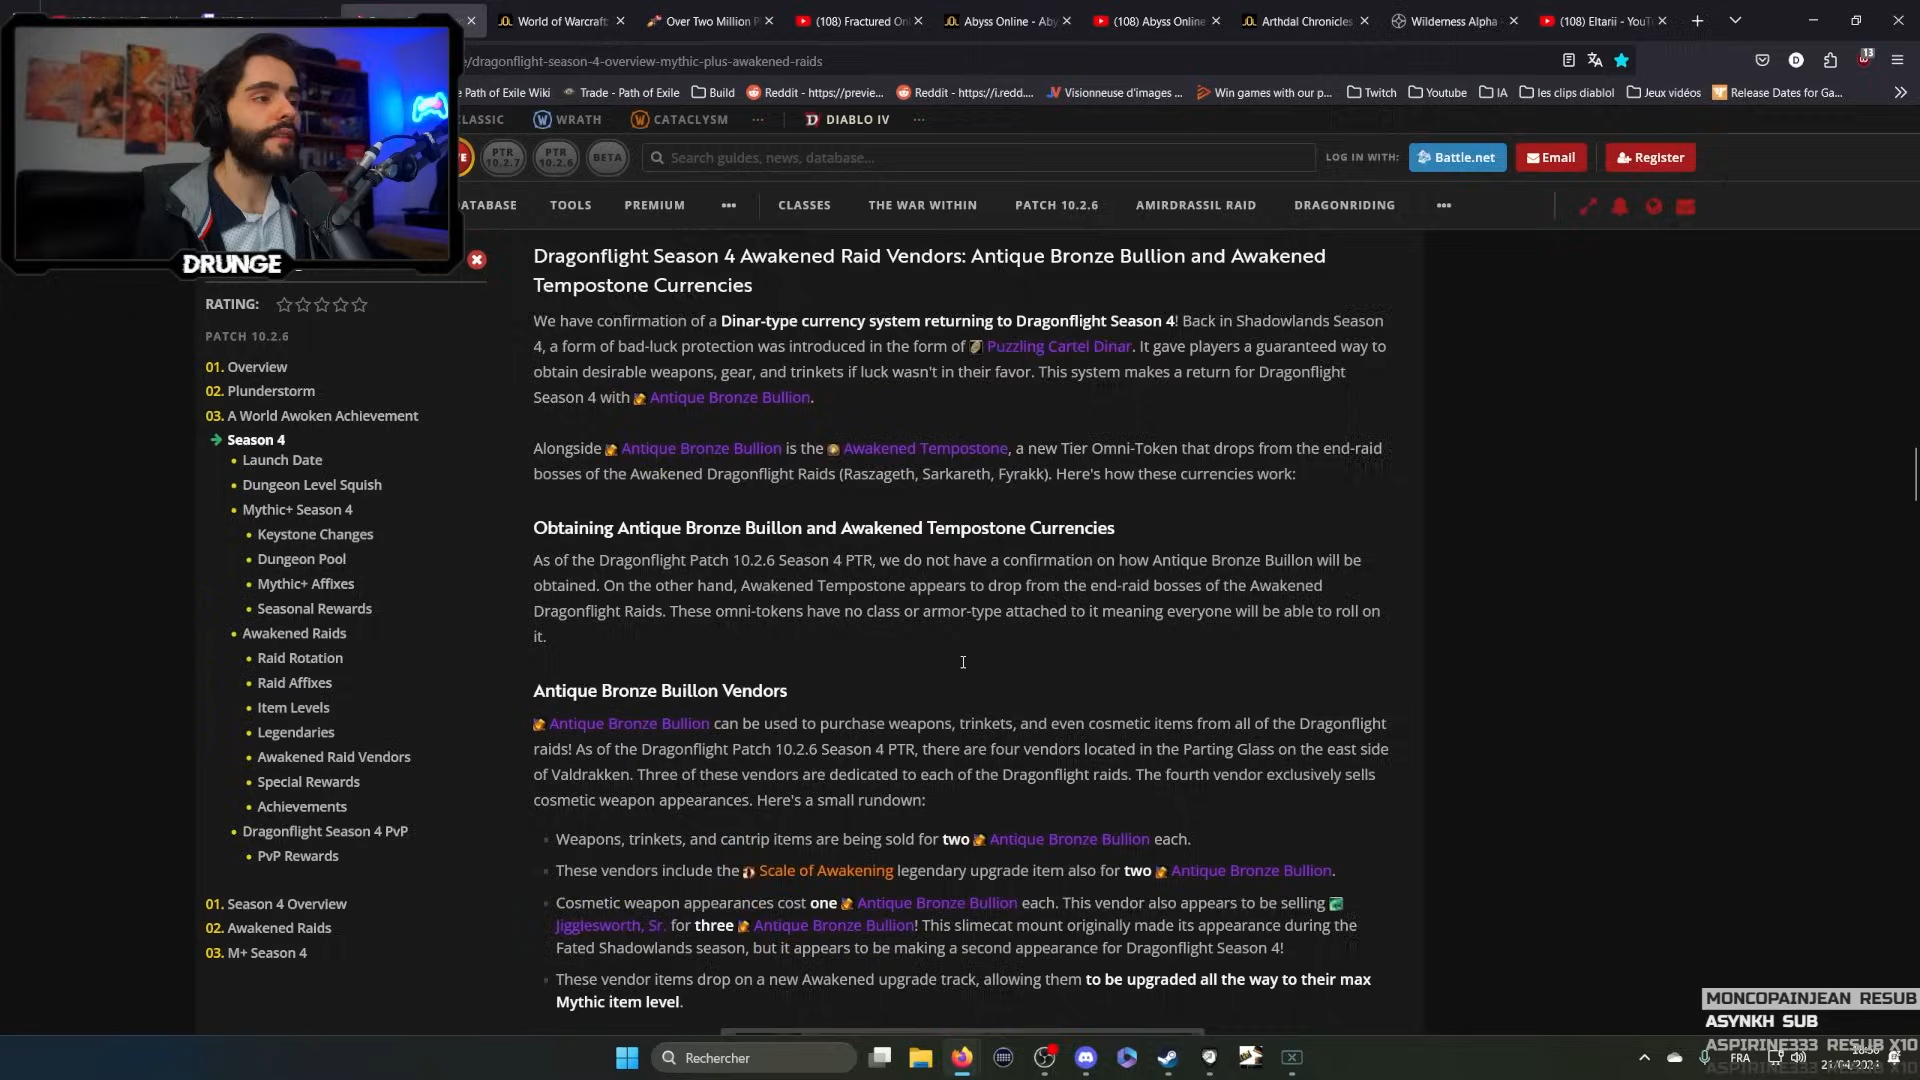 World of Warcraft:
Over Two Million P
(108) Fractured On
Abyss Online - Aby
(108) Abyss Online
Arthdal Chronicles
Wilderness Alpha -
(108) Eltarii - YouT
/dragonflight-season-4-overview-mythic-plus-awakened-raids
13
Path of Exile Wiki
Trade - Path of Exile
Build
Reddit - https://previe...
Reddit - https://i.redd....
Visionneuse d'images ...
Win games with our p...
Twitch
Youtube
IA
les clips diablol
Jeux vidéos
Release Dates for Ga...
CLASSIC
WRATH
CATACLYSM
DIABLO IV
PTR 10.2.7
PTR 10.2.6
BETA
Search guides, news, database...
LOG IN WITH:
Battle.net
Email
Register
DATABASE
TOOLS
PREMIUM
CLASSES
THE WAR WITHIN
PATCH 10.2.6
AMIRDRASSIL RAID
DRAGONRIDING
DRUNGE
RATING:
PATCH 10.2.6
01. Overview
02. Plunderstorm
03. A World Awoken Achievement
Season 4
Launch Date
Dungeon Level Squish
Mythic+ Season 4
Keystone Changes
Dungeon Pool
Mythic+ Affixes
Seasonal Rewards
Awakened Raids
Raid Rotation
Raid Affixes
Item Levels
Legendaries
Awakened Raid Vendors
Special Rewards
Achievements
Dragonflight Season 4 PvP
PvP Rewards
01. Season 4 Overview
02. Awakened Raids
03. M+ Season 4
Dragonflight Season 4 Awakened Raid Vendors: Antique Bronze Bullion and Awakened
Tempostone Currencies
We have confirmation of a Dinar-type currency system returning to Dragonflight Season 4! Back in Shadowlands Season
4, a form of bad-luck protection was introduced in the form of Puzzling Cartel Dinar. It gave players a guaranteed way to
obtain desirable weapons, gear, and trinkets if luck wasn't in their favor. This system makes a return for Dragonflight
Season 4 with Antique Bronze Bullion.
Alongside Antique Bronze Bullion is the Awakened Tempostone, a new Tier Omni-Token that drops from the end-raid
bosses of the Awakened Dragonflight Raids (Raszageth, Sarkareth, Fyrakk). Here's how these currencies work:
Obtaining Antique Bronze Buillon and Awakened Tempostone Currencies
As of the Dragonflight Patch 10.2.6 Season 4 PTR, we do not have a confirmation on how Antique Bronze Buillon will be
obtained. On the other hand, Awakened Tempostone appears to drop from the end-raid bosses of the Awakened
Dragonflight Raids. These omni-tokens have no class or armor-type attached to it meaning everyone will be able to roll on
it.
Antique Bronze Buillon Vendors
Antique Bronze Bullion can be used to purchase weapons, trinkets, and even cosmetic items from all of the Dragonflight
raids! As of the Dragonflight Patch 10.2.6 Season 4 PTR, there are four vendors located in the Parting Glass on the east side
of Valdrakken. Three of these vendors are dedicated to each of the Dragonflight raids. The fourth vendor exclusively sells
cosmetic weapon appearances. Here's a small rundown:
Weapons, trinkets, and cantrip items are being sold for two Antique Bronze Bullion each.
These vendors include the Scale of Awakening legendary upgrade item also for two Antique Bronze Bullion.
Cosmetic weapon appearances cost one Antique Bronze Bullion each. This vendor also appears to be selling
Jigglesworth, Sr. for three Antique Bronze Bullion! This slimecat mount originally made its appearance during the
Fated Shadowlands season, but it appears to be making a second appearance for Dragonflight Season 4!
These vendor items drop on a new Awakened upgrade track, allowing them to be upgraded all the way to their max
Mythic item level.
MONCOPAINJEAN RESUB
ASYNKH SUB
ASPIRINE333 RESUB X10
Rechercher
FRA